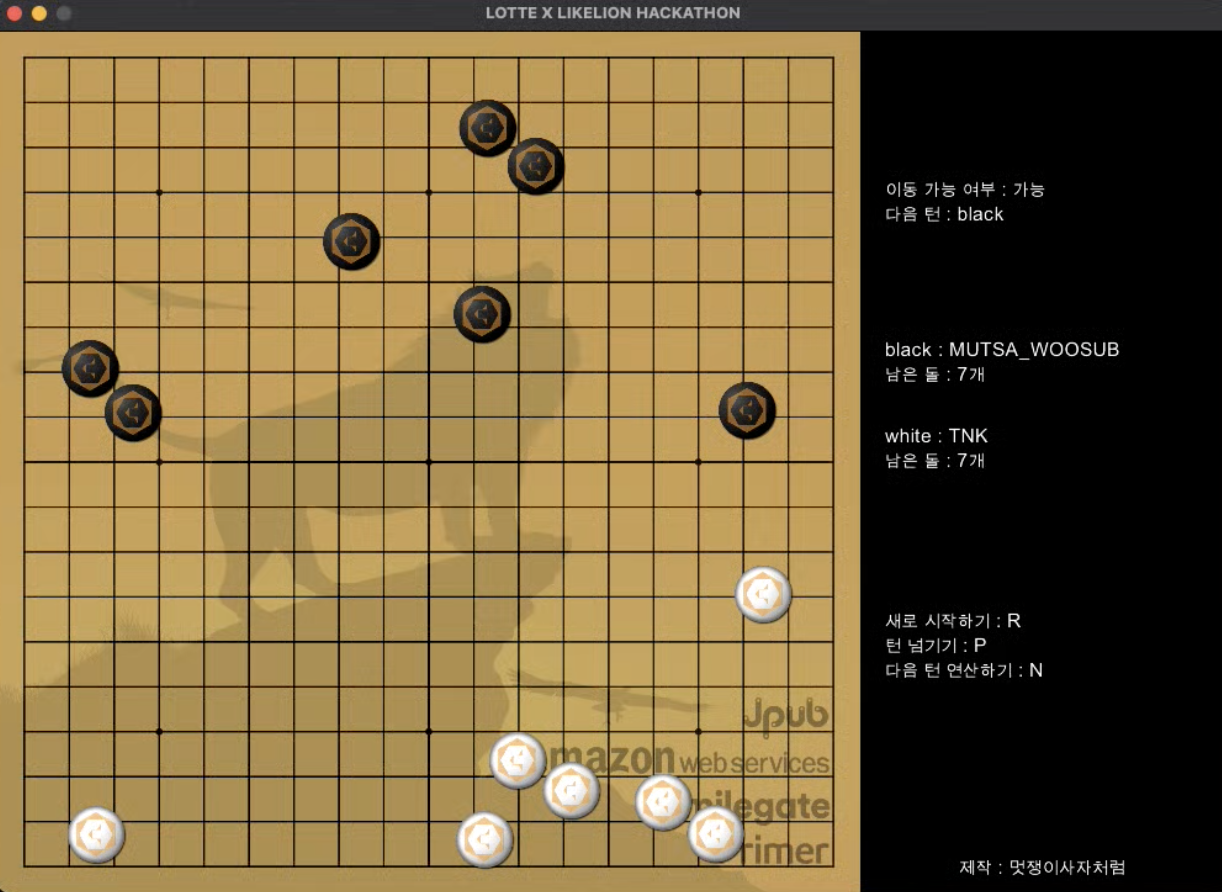 LOTTE X LIKELION HACKATHON
이동 가능 여부 : 가능
다음 턴 : black
black : MUTSA_WOOSUB
남은 돌 : 7개
white : TNK
남은 돌 : 7개
새로 시작하기 : R
턴 넘기기 : P
다음 턴 연산하기 : N
Jpub
mazon web services
milegate
rimer
제작 : 멋쟁이사자처럼